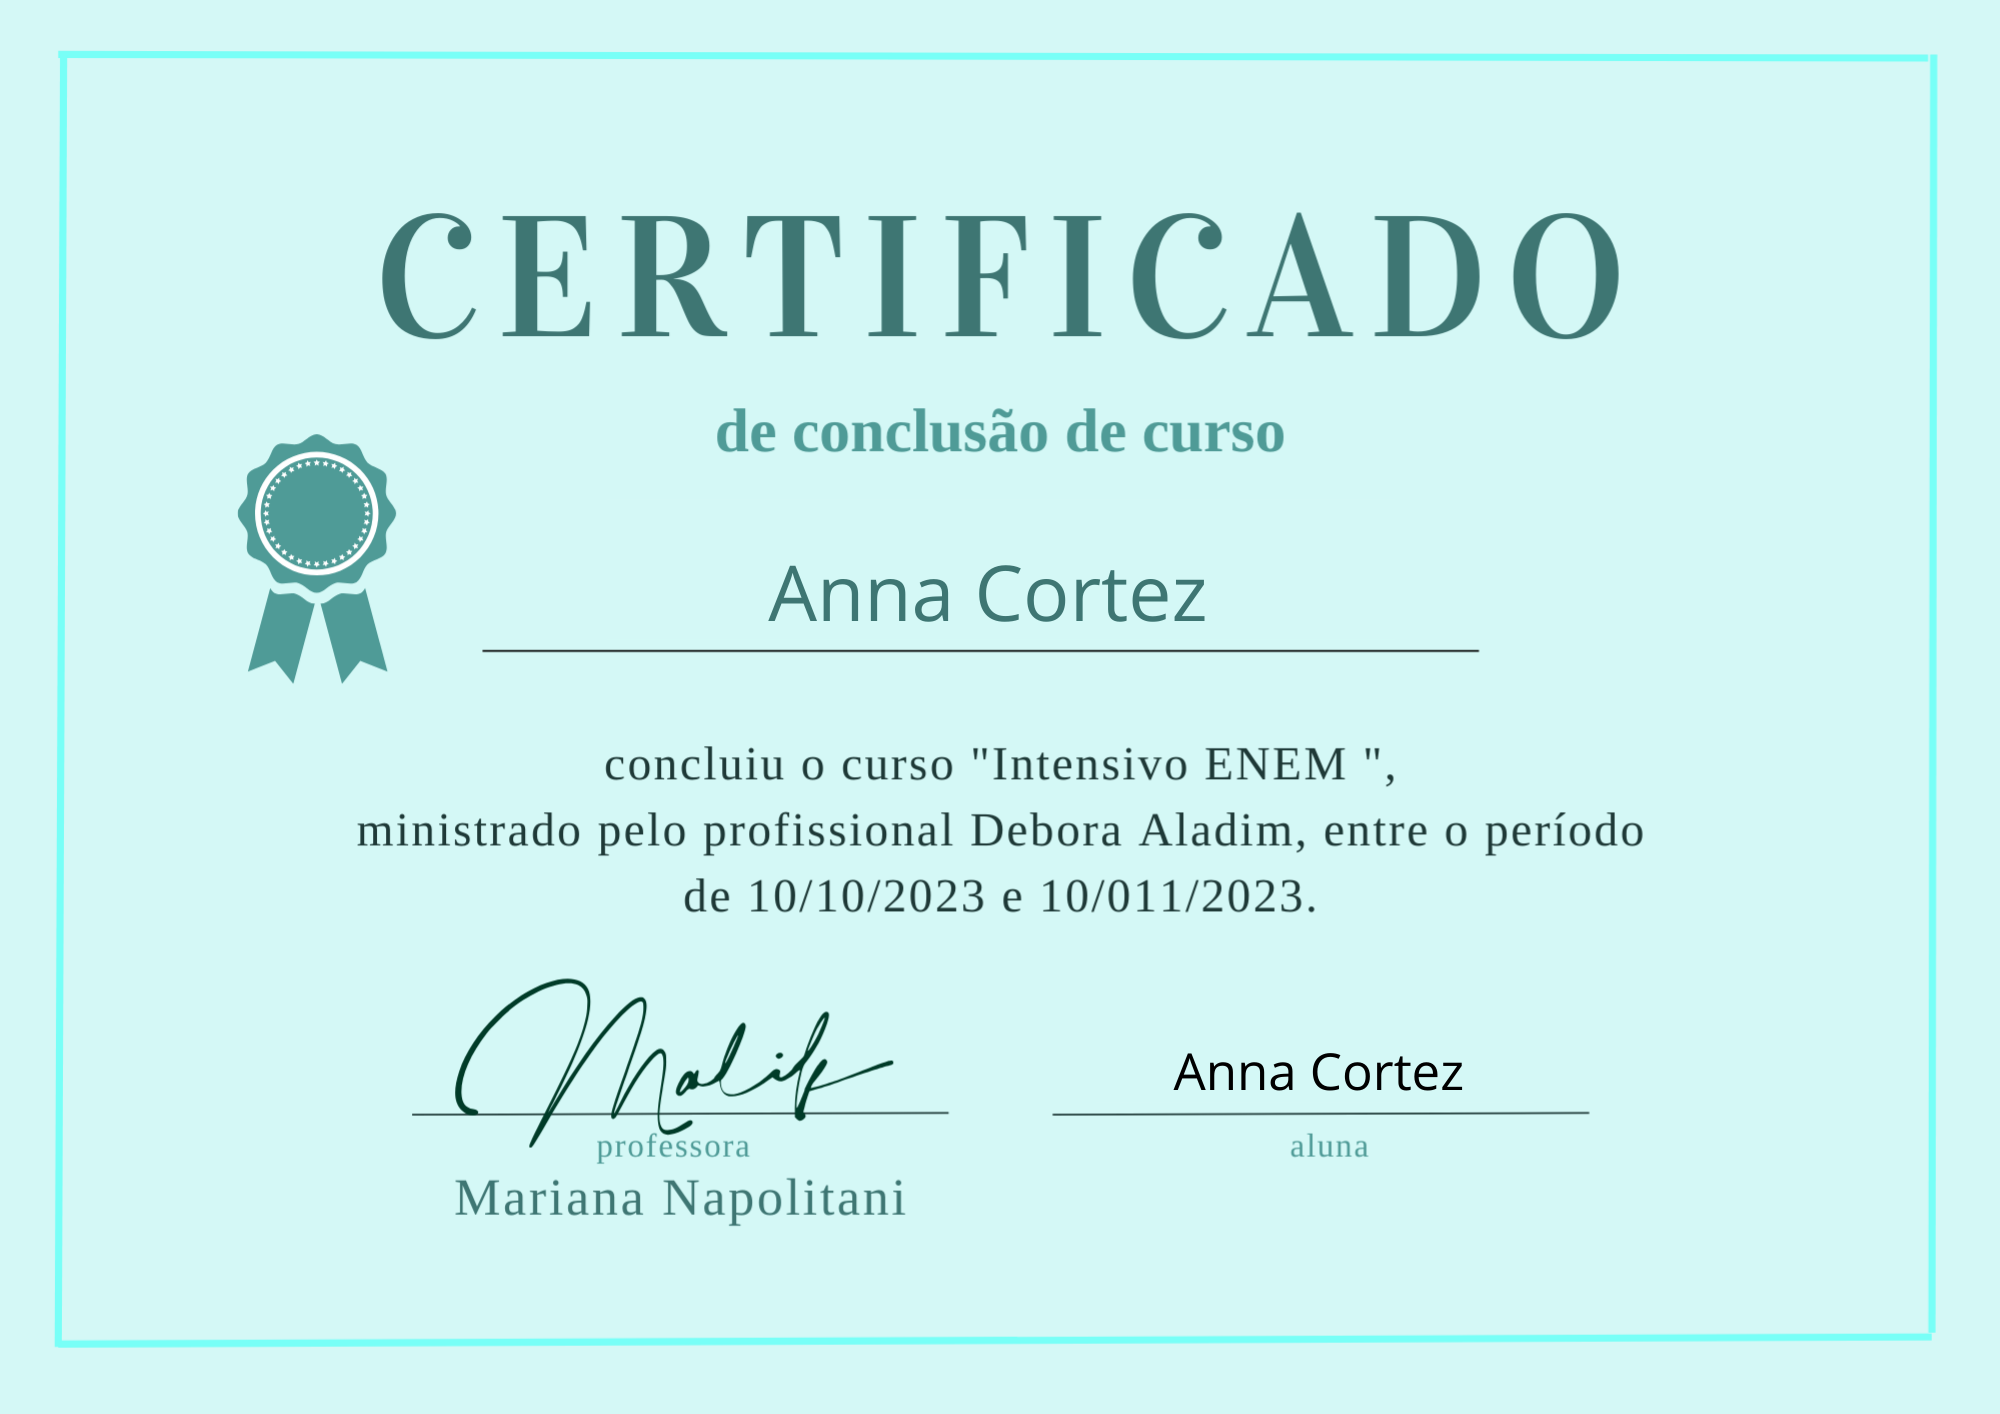 CERTIFICADO
de conclusão de curso
Anna Cortez
concluiu o curso "Intensivo ENEM ",
ministrado pelo profissional Debora Aladim, entre o período
de 10/10/2023 e 10/011/2023.
Anna Cortez
professora
aluna
Mariana Napolitani